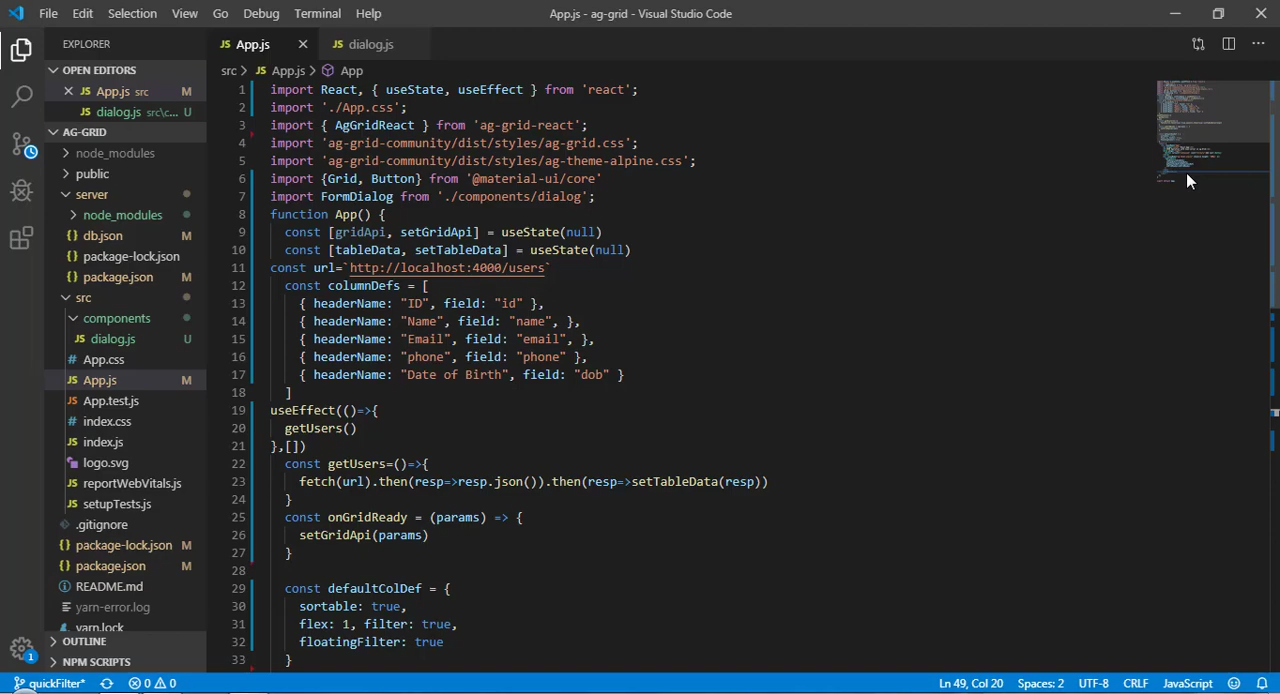 File Edit Selection View Go Debug Terminal Help App.js - ag-grid - Visual Studio Code
EXPLORER
OPEN EDITORS
App.js src M
dialog.js src\c... U
AG-GRID
node_modules
public
server
node_modules
db.json M
package-lock.json
package.json M
src
components
dialog.js U
App.css
App.js M
App.test.js
index.css
index.js
logo.svg
reportWebVitals.js
setupTests.js
.gitignore
package-lock.json M
package.json M
README.md
yarn-error.log
yarn.lock
OUTLINE
NPM SCRIPTS
JS App.js JS dialog.js
src > JS App.js > App
1 import React, { useState, useEffect } from 'react';
2 import './App.css';
3 import { AgGridReact } from 'ag-grid-react';
4 import 'ag-grid-community/dist/styles/ag-grid.css';
5 import 'ag-grid-community/dist/styles/ag-theme-alpine.css';
6 import {Grid, Button} from '@material-ui/core'
7 import FormDialog from './components/dialog';
8 function App() {
9 const [gridApi, setGridApi] = useState(null)
10 const [tableData, setTableData] = useState(null)
11 const url=`http://localhost:4000/users`
12 const columnDefs = [
13 { headerName: "ID", field: "id" },
14 { headerName: "Name", field: "name", },
15 { headerName: "Email", field: "email", },
16 { headerName: "phone", field: "phone" },
17 { headerName: "Date of Birth", field: "dob" }
18 ]
19 useEffect(()=>{
20 getUsers()
21 },[])
22 const getUsers=()=>{
23 fetch(url).then(resp=>resp.json()).then(resp=>setTableData(resp))
24 }
25 const onGridReady = (params) => {
26 setGridApi(params)
27 }
28
29 const defaultColDef = {
30 sortable: true,
31 flex: 1, filter: true,
32 floatingFilter: true
33 }
1 quickFilter* 0 0 Ln 49, Col 20 Spaces: 2 UTF-8 CRLF JavaScript